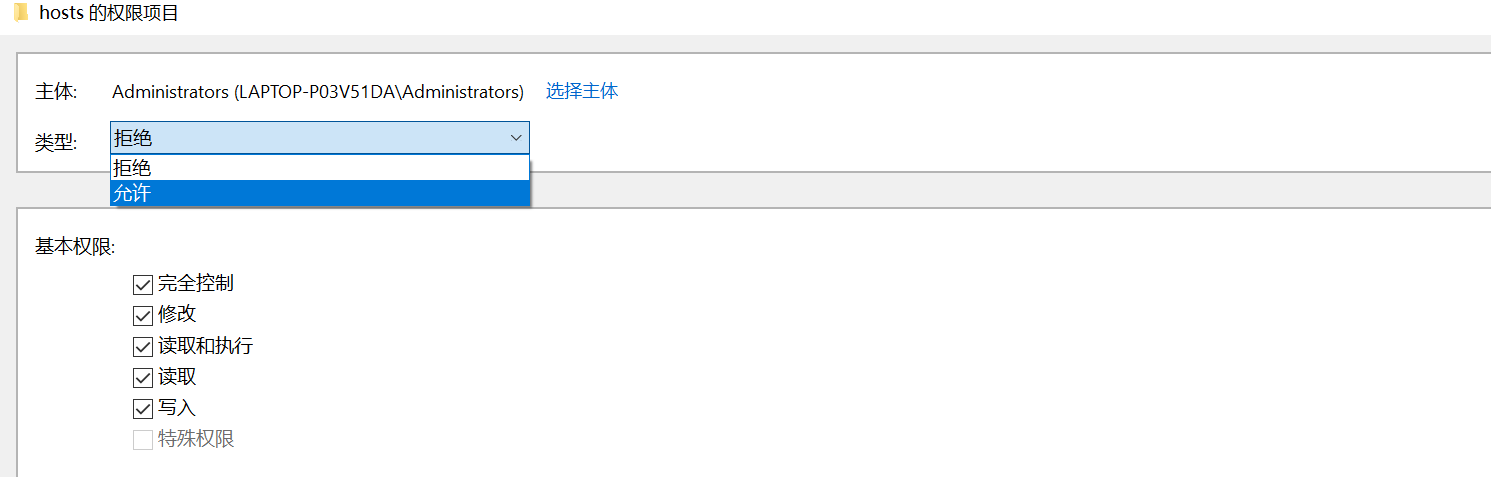 hosts 的权限项目
主体: Administrators (LAPTOP-P03V51DA\Administrators) 选择主体
类型: 拒绝
拒绝
允许
基本权限:
完全控制
修改
读取和执行
读取
写入
特殊权限